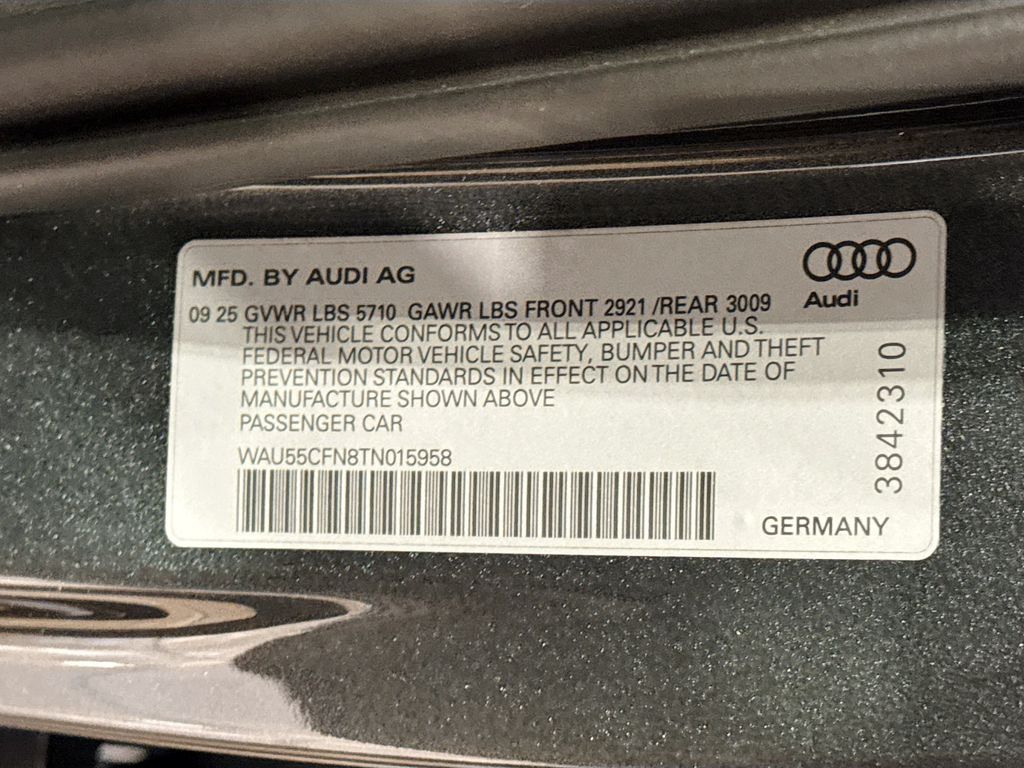 MFD. BY AUDI AG
Audi
09 25 GVWR LBS 5710 GAWR LBS FRONT 2921 /REAR 3009
THIS VEHICLE CONFORMS TO ALL APPLICABLE U.S.
FEDERAL MOTOR VEHICLE SAFETY, BUMPER AND THEFT
PREVENTION STANDARDS IN EFFECT ON THE DATE OF
MANUFACTURE SHOWN ABOVE
PASSENGER CAR
WAU55CFN8TN015958
GERMANY
3842310